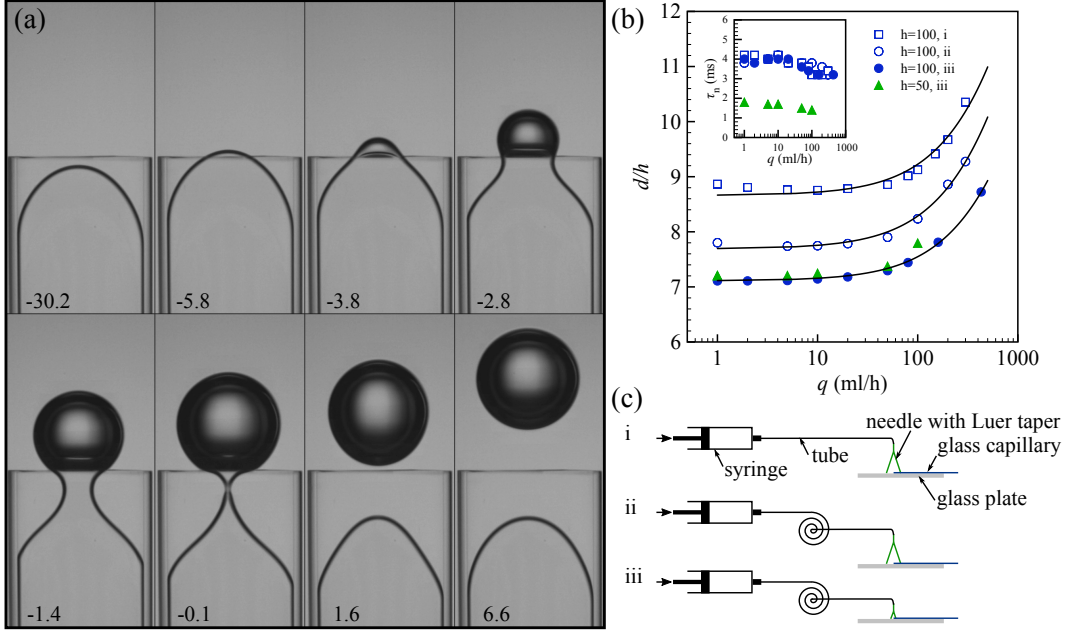 (a)
-30.2
-5.8
-3.8
-2.8
-1.4
-0.1
1.6
6.6
(b)
d/h
12
11
10
9
8
7
6
1
10
100
1000
q (ml/h)
τn (ms)
6
5
4
3
2
1
0
1
10
100
1000
q (ml/h)
h=100, i
h=100, ii
h=100, iii
h=50, iii
(c)
i
syringe
tube
needle with Luer taper
glass capillary
glass plate
ii
iii